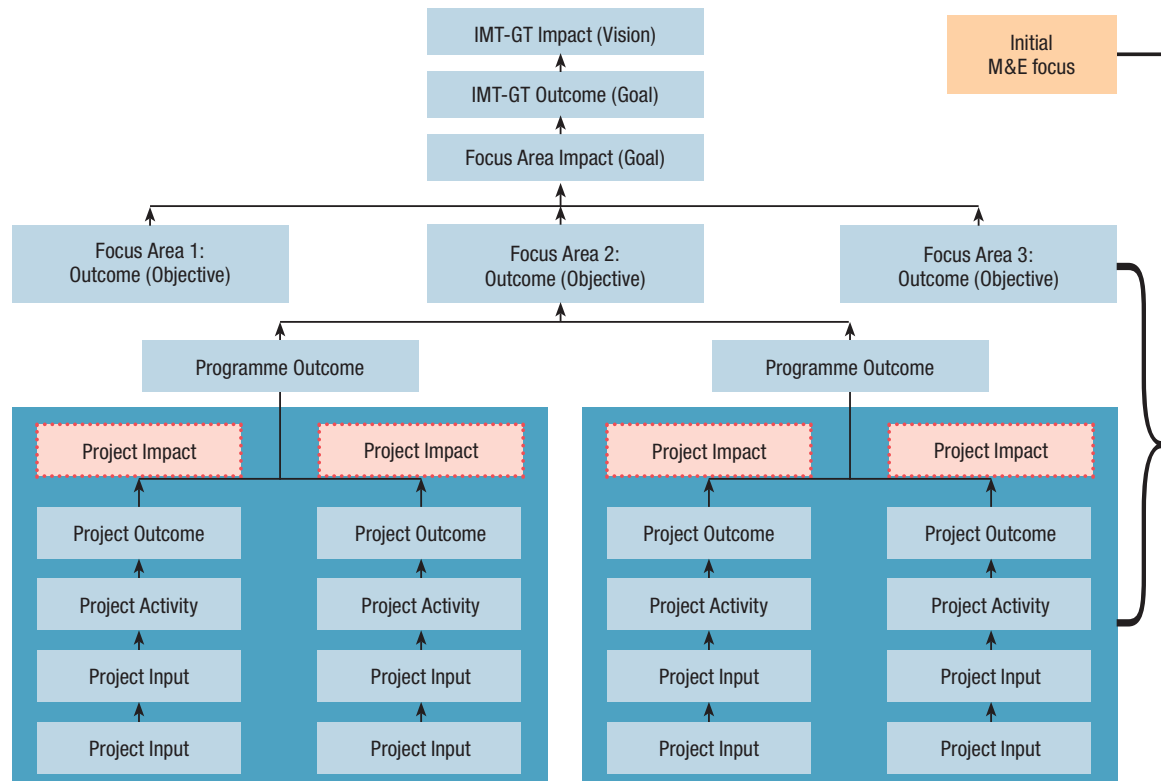 IMT-GT Impact (Vision)
Initial
M&E focus
IMT-GT Outcome (Goal)
Focus Area Impact (Goal)
Focus Area 1:
Outcome (Objective)
Focus Area 2:
Outcome (Objective)
Focus Area 3:
Outcome (Objective)
Programme Outcome
Programme Outcome
Project Impact
Project Impact
Project Impact
Project Impact
Project Outcome
Project Outcome
Project Outcome
Project Outcome
Project Activity
Project Activity
Project Activity
Project Activity
Project Input
Project Input
Project Input
Project Input
Project Input
Project Input
Project Input
Project Input